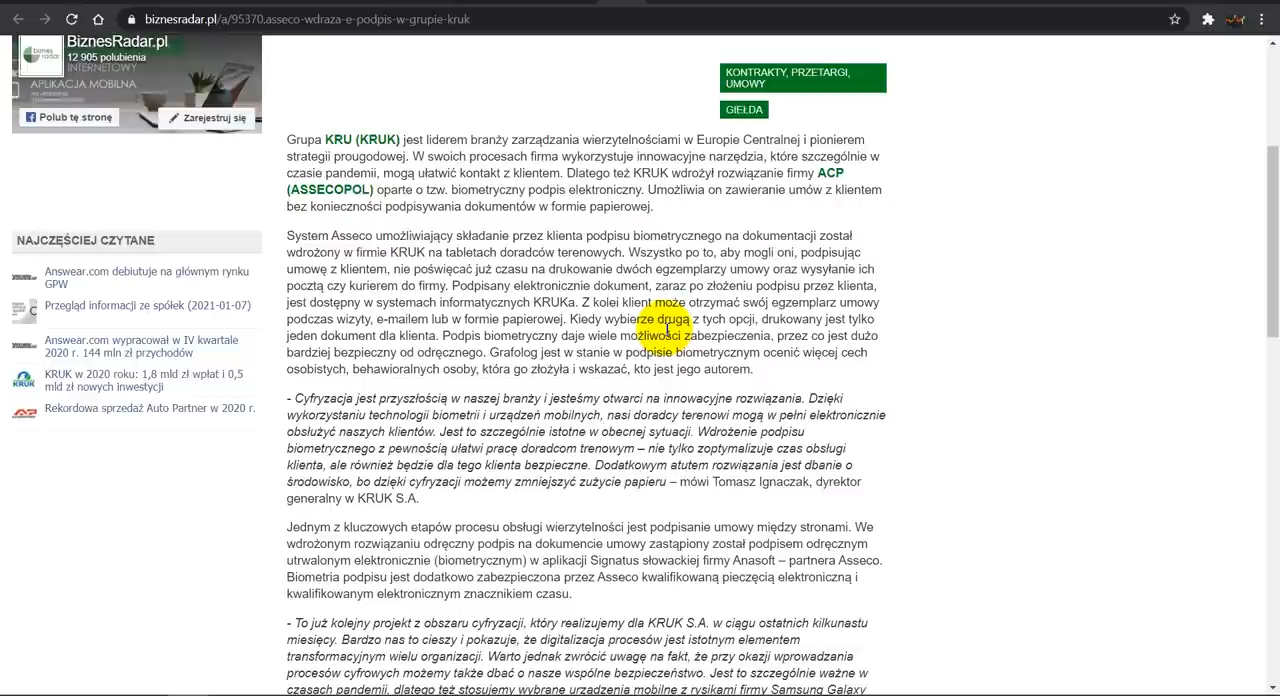 biznesradar.pl/a/95370,asseco-wdraza-e-podpis-w-grupie-kruk
BiznesRadar.pl
12 905 polubienia
INTERNETOWY
APLIKACJA MOBILNA
Polub tę stronę
Zarejestruj się
NAJCZĘŚCIEJ CZYTANE
Answear.com debiutuje na głównym rynku
GPW
Przegląd informacji ze spółek (2021-01-07)
Answear.com wypracował w IV kwartale
2020 r. 144 mln zł przychodów
KRUK w 2020 roku: 1,8 mld zł wpłat i 0,5
mld zł nowych inwestycji
Rekordowa sprzedaż Auto Partner w 2020 r.
KONTRAKTY, PRZETARGI,
UMOWY
GIEŁDA
Grupa KRU (KRUK) jest liderem branży zarządzania wierzytelnościami w Europie Centralnej i pionierem
strategii prougodowej. W swoich procesach firma wykorzystuje innowacyjne narzędzia, które szczególnie w
czasie pandemii, mogą ułatwić kontakt z klientem. Dlatego też KRUK wdrożył rozwiązanie firmy ACP
(ASSECOPOL) oparte o tzw. biometryczny podpis elektroniczny. Umożliwia on zawieranie umów z klientem
bez konieczności podpisywania dokumentów w formie papierowej.
System Asseco umożliwiający składanie przez klienta podpisu biometrycznego na dokumentacji został
wdrożony w firmie KRUK na tabletach doradców terenowych. Wszystko po to, aby mogli oni, podpisując
umowę z klientem, nie poświęcać już czasu na drukowanie dwóch egzemplarzy umowy oraz wysyłanie ich
pocztą czy kurierem do firmy. Podpisany elektronicznie dokument, zaraz po złożeniu podpisu przez klienta,
jest dostępny w systemach informatycznych KRUKa. Z kolei klient może otrzymać swój egzemplarz umowy
podczas wizyty, e-mailem lub w formie papierowej. Kiedy wybierze drugą z tych opcji, drukowany jest tylko
jeden dokument dla klienta. Podpis biometryczny daje wiele możliwości zabezpieczenia, przez co jest dużo
bardziej bezpieczny od odręcznego. Grafolog jest w stanie w podpisie biometrycznym ocenić więcej cech
osobistych, behawioralnych osoby, która go złożyła i wskazać, kto jest jego autorem.
- Cyfryzacja jest przyszłością w naszej branży i jesteśmy otwarci na innowacyjne rozwiązania. Dzięki
wykorzystaniu technologii biometrii i urządzeń mobilnych, nasi doradcy terenowi mogą w pełni elektronicznie
obsłużyć naszych klientów. Jest to szczególnie istotne w obecnej sytuacji. Wdrożenie podpisu
biometrycznego z pewnością ułatwi pracę doradcom trenowym – nie tylko zoptymalizuje czas obsługi
klienta, ale również będzie dla tego klienta bezpieczne. Dodatkowym atutem rozwiązania jest dbanie o
środowisko, bo dzięki cyfryzacji możemy zmniejszyć zużycie papieru – mówi Tomasz Ignaczak, dyrektor
generalny w KRUK S.A.
Jednym z kluczowych etapów procesu obsługi wierzytelności jest podpisanie umowy między stronami. We
wdrożonym rozwiązaniu odręczny podpis na dokumencie umowy zastąpiony został podpisem odręcznym
utrwalonym elektronicznie (biometrycznym) w aplikacji Signatus słowackiej firmy Anasoft – partnera Asseco.
Biometria podpisu jest dodatkowo zabezpieczona przez Asseco kwalifikowaną pieczęcią elektroniczną i
kwalifikowanym elektronicznym znacznikiem czasu.
- To już kolejny projekt z obszaru cyfryzacji, który realizujemy dla KRUK S.A. w ciągu ostatnich kilkunastu
miesięcy. Bardzo nas to cieszy i pokazuje, że digitalizacja procesów jest istotnym elementem
transformacyjnym wielu organizacji. Warto jednak zwrócić uwagę na fakt, że przy okazji wprowadzania
procesów cyfrowych możemy także dbać o nasze wspólne bezpieczeństwo. Jest to szczególnie ważne w
czasach pandemii, dlatego też stosujemy wybrane urządzenia mobilne z rysikami firmy Samsung Galaxy